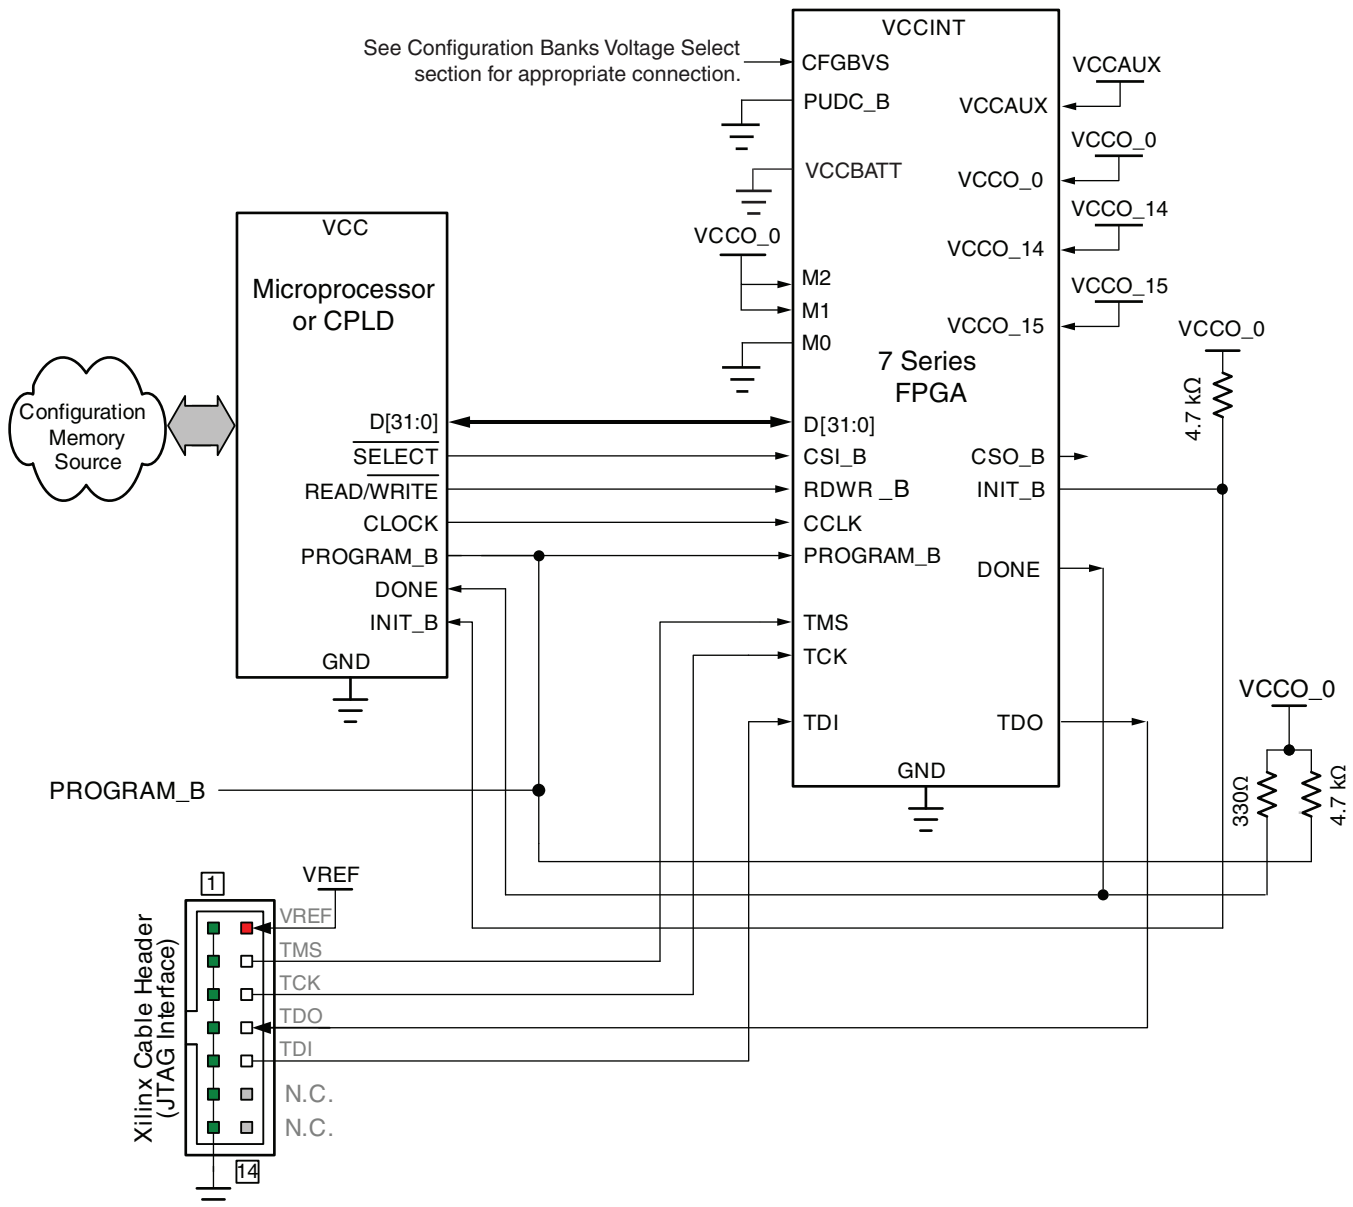 VCCINT
See Configuration Banks Voltage Select
section for appropriate connection.
CFGBVS
PUDC_B
VCCBATT
VCCO_0
M2
M1
M0
VCCAUX
VCCAUX
VCCO_0
VCCO_0
VCCO_14
VCCO_14
VCCO_15
VCCO_15
7 Series
FPGA
VCCO_0
4.7 kΩ
VCC
Microprocessor
or CPLD
Configuration
Memory
Source
D[31:0]
SELECT
READ/WRITE
CLOCK
PROGRAM_B
DONE
INIT_B
GND
D[31:0]
CSI_B
RDWR _B
CCLK
PROGRAM_B
TMS
TCK
TDI
CSO_B
INIT_B
DONE
TDO
GND
VCCO_0
330Ω
4.7 kΩ
PROGRAM_B
1
VREF
VREF
TMS
TCK
TDO
TDI
N.C.
N.C.
14
Xilinx Cable Header
(JTAG Interface)